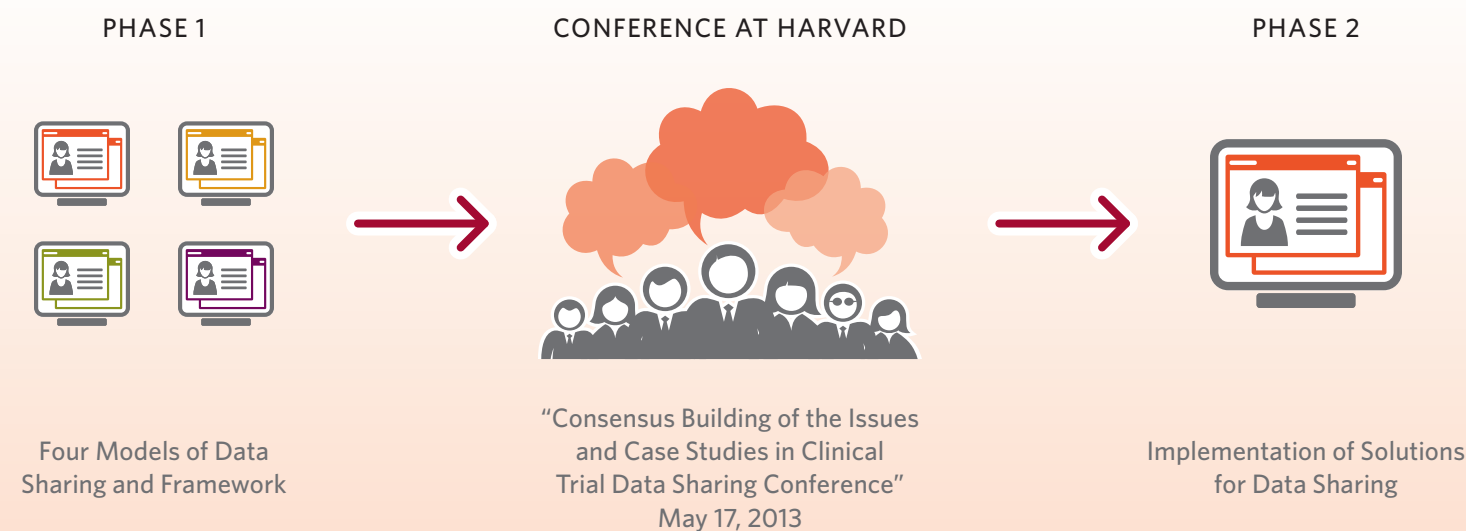 PHASE 1
Four Models of Data
Sharing and Framework
CONFERENCE AT HARVARD
“Consensus Building of the Issues
and Case Studies in Clinical
Trial Data Sharing Conference”
May 17, 2013
PHASE 2
Implementation of Solutions
for Data Sharing